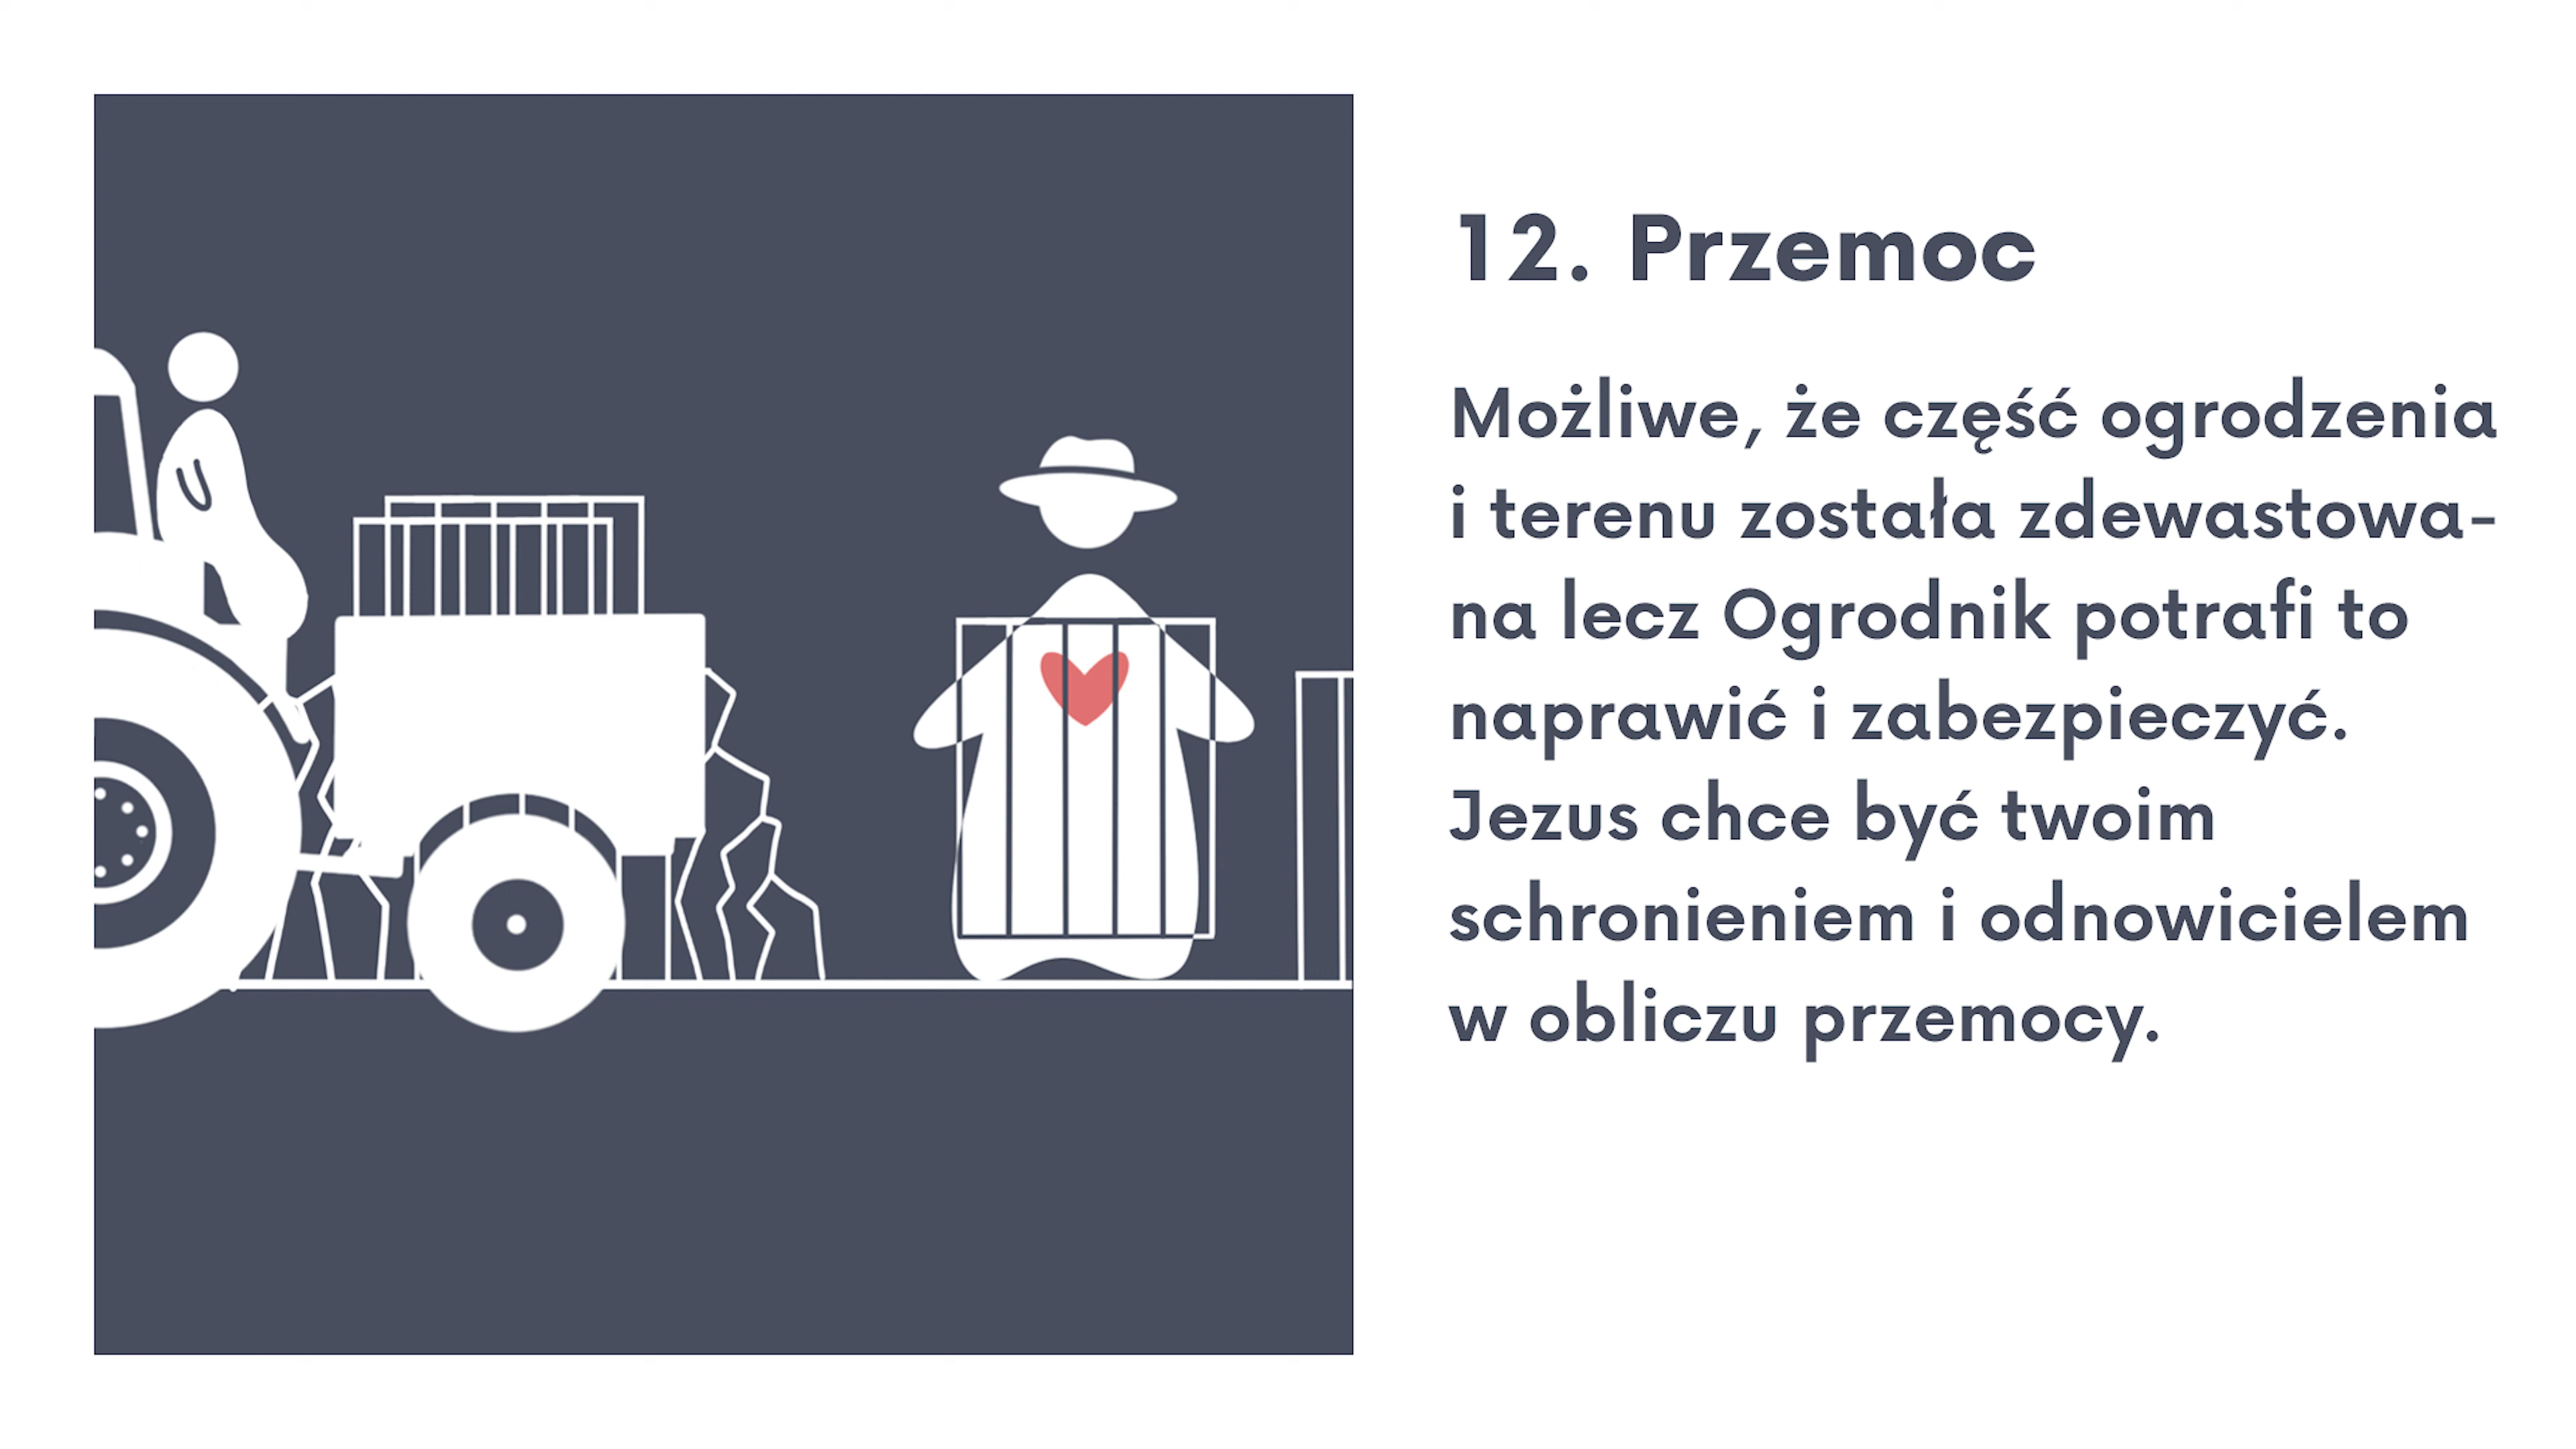 12. Przemoc
Możliwe, że część ogrodzenia
i terenu została zdewastowa-
na lecz Ogrodnik potrafi to
naprawić i zabezpieczyć.
Jezus chce być twoim
schronieniem i odnowicielem
w obliczu przemocy.